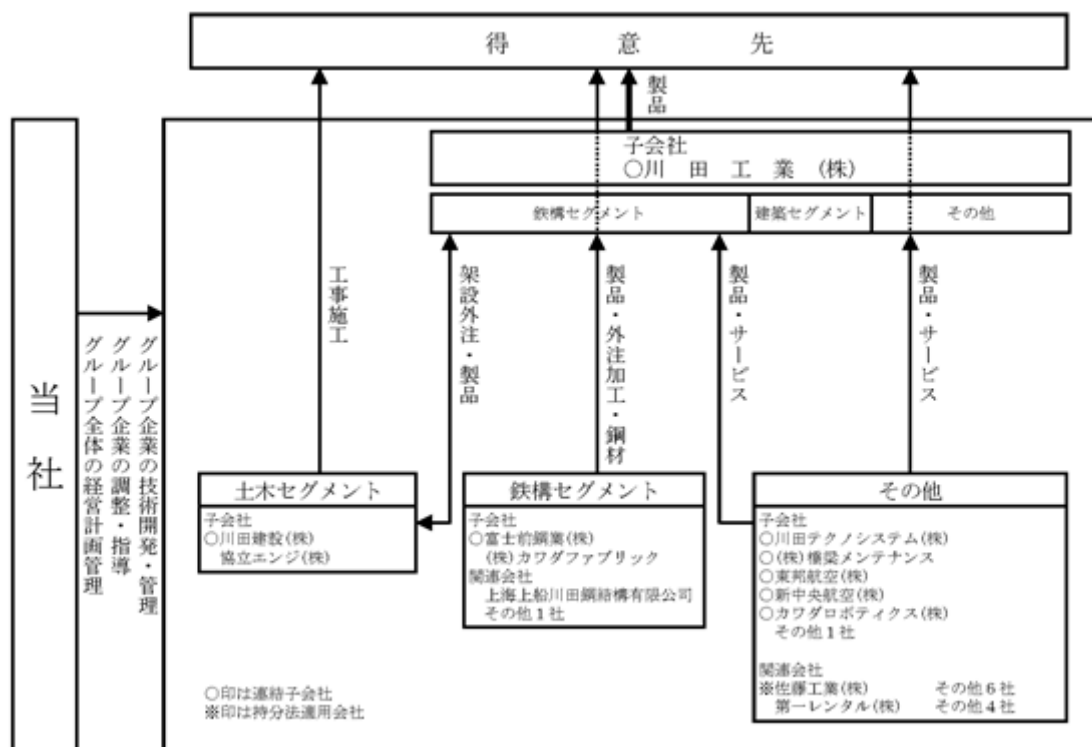 得意先
製品
子会社
○川田工業(株)
鉄構セグメント
建築セグメント
その他
工事施工
架設外注・製品
製品・外注加工・鋼材
製品・サービス
製品・サービス
当社
グループ企業の技術開発・管理
グループ企業の調整・指導
グループ全体の経営計画管理
土木セグメント
子会社
○川田建設(株)
協立エンジ(株)
鉄構セグメント
子会社
○富士前鋼業(株)
(株)カワダファブリック
関連会社
上海上船川田鋼結構有限公司
その他1社
その他
子会社
○川田テクノシステム(株)
○(株)橋梁メンテナンス
○東邦航空(株)
○新中央航空(株)
○カワダロボティクス(株)
その他1社
関連会社
※佐藤工業(株) その他6社
第一レンタル(株) その他4社
○印は連結子会社
※印は持分法適用会社